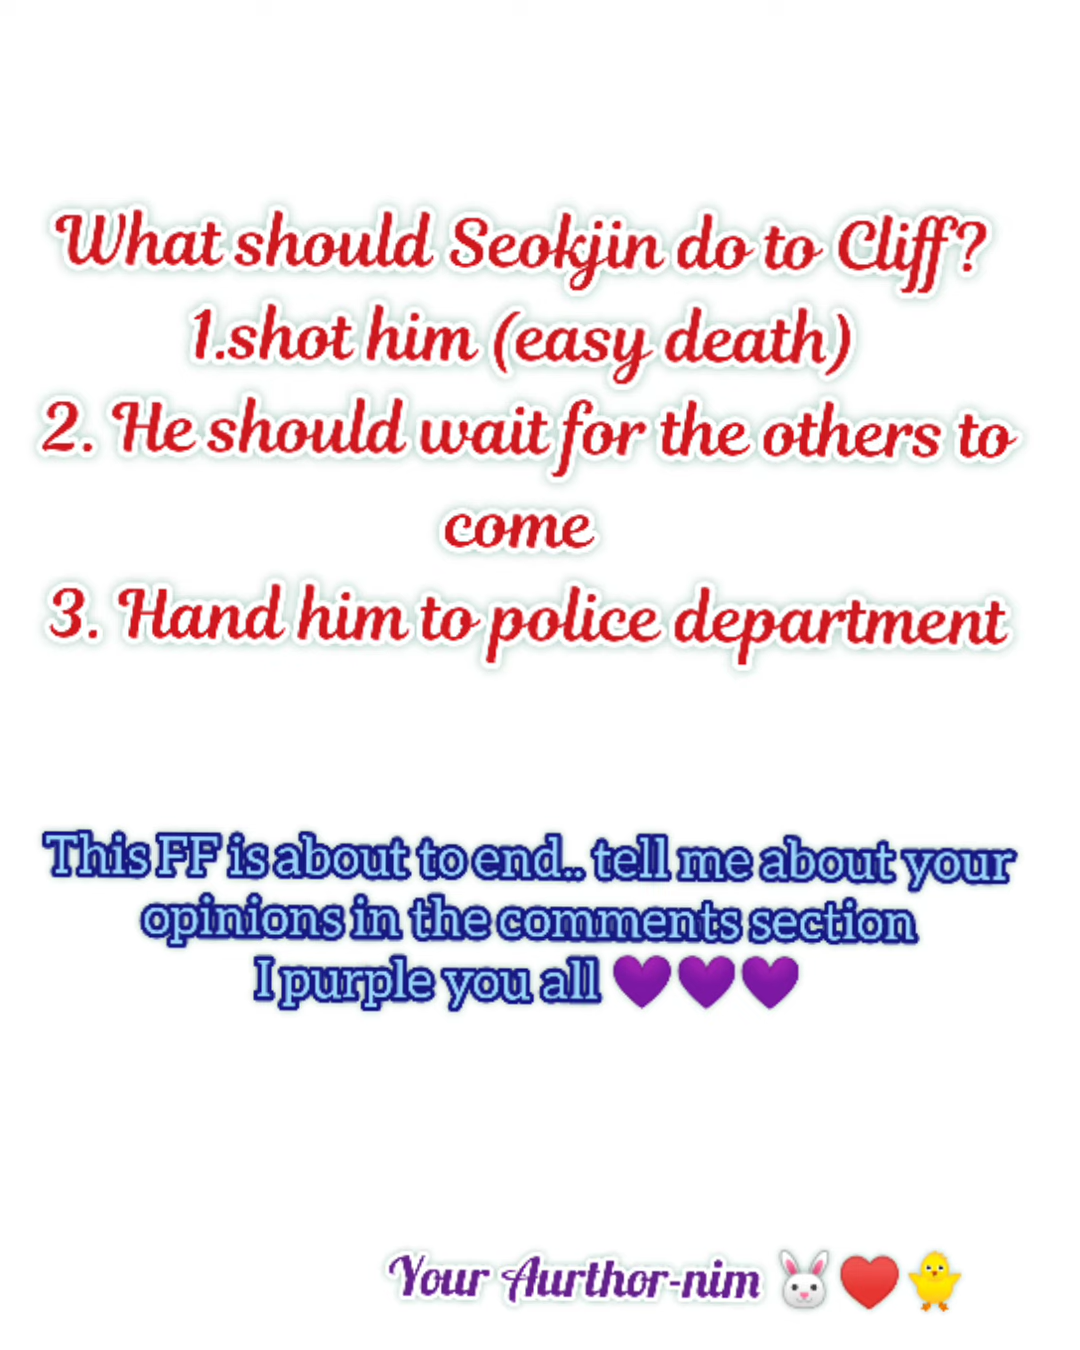 What should Seokjin do to Cliff?
1.shot him (easy death)
2. He should wait for the others to
come
3. Hand him to police department
This FF is about to end.. tell me about your
opinions in the comments section
I purple you all 💜💜💜
Your Aurthor-nim 🐰❤️🐥